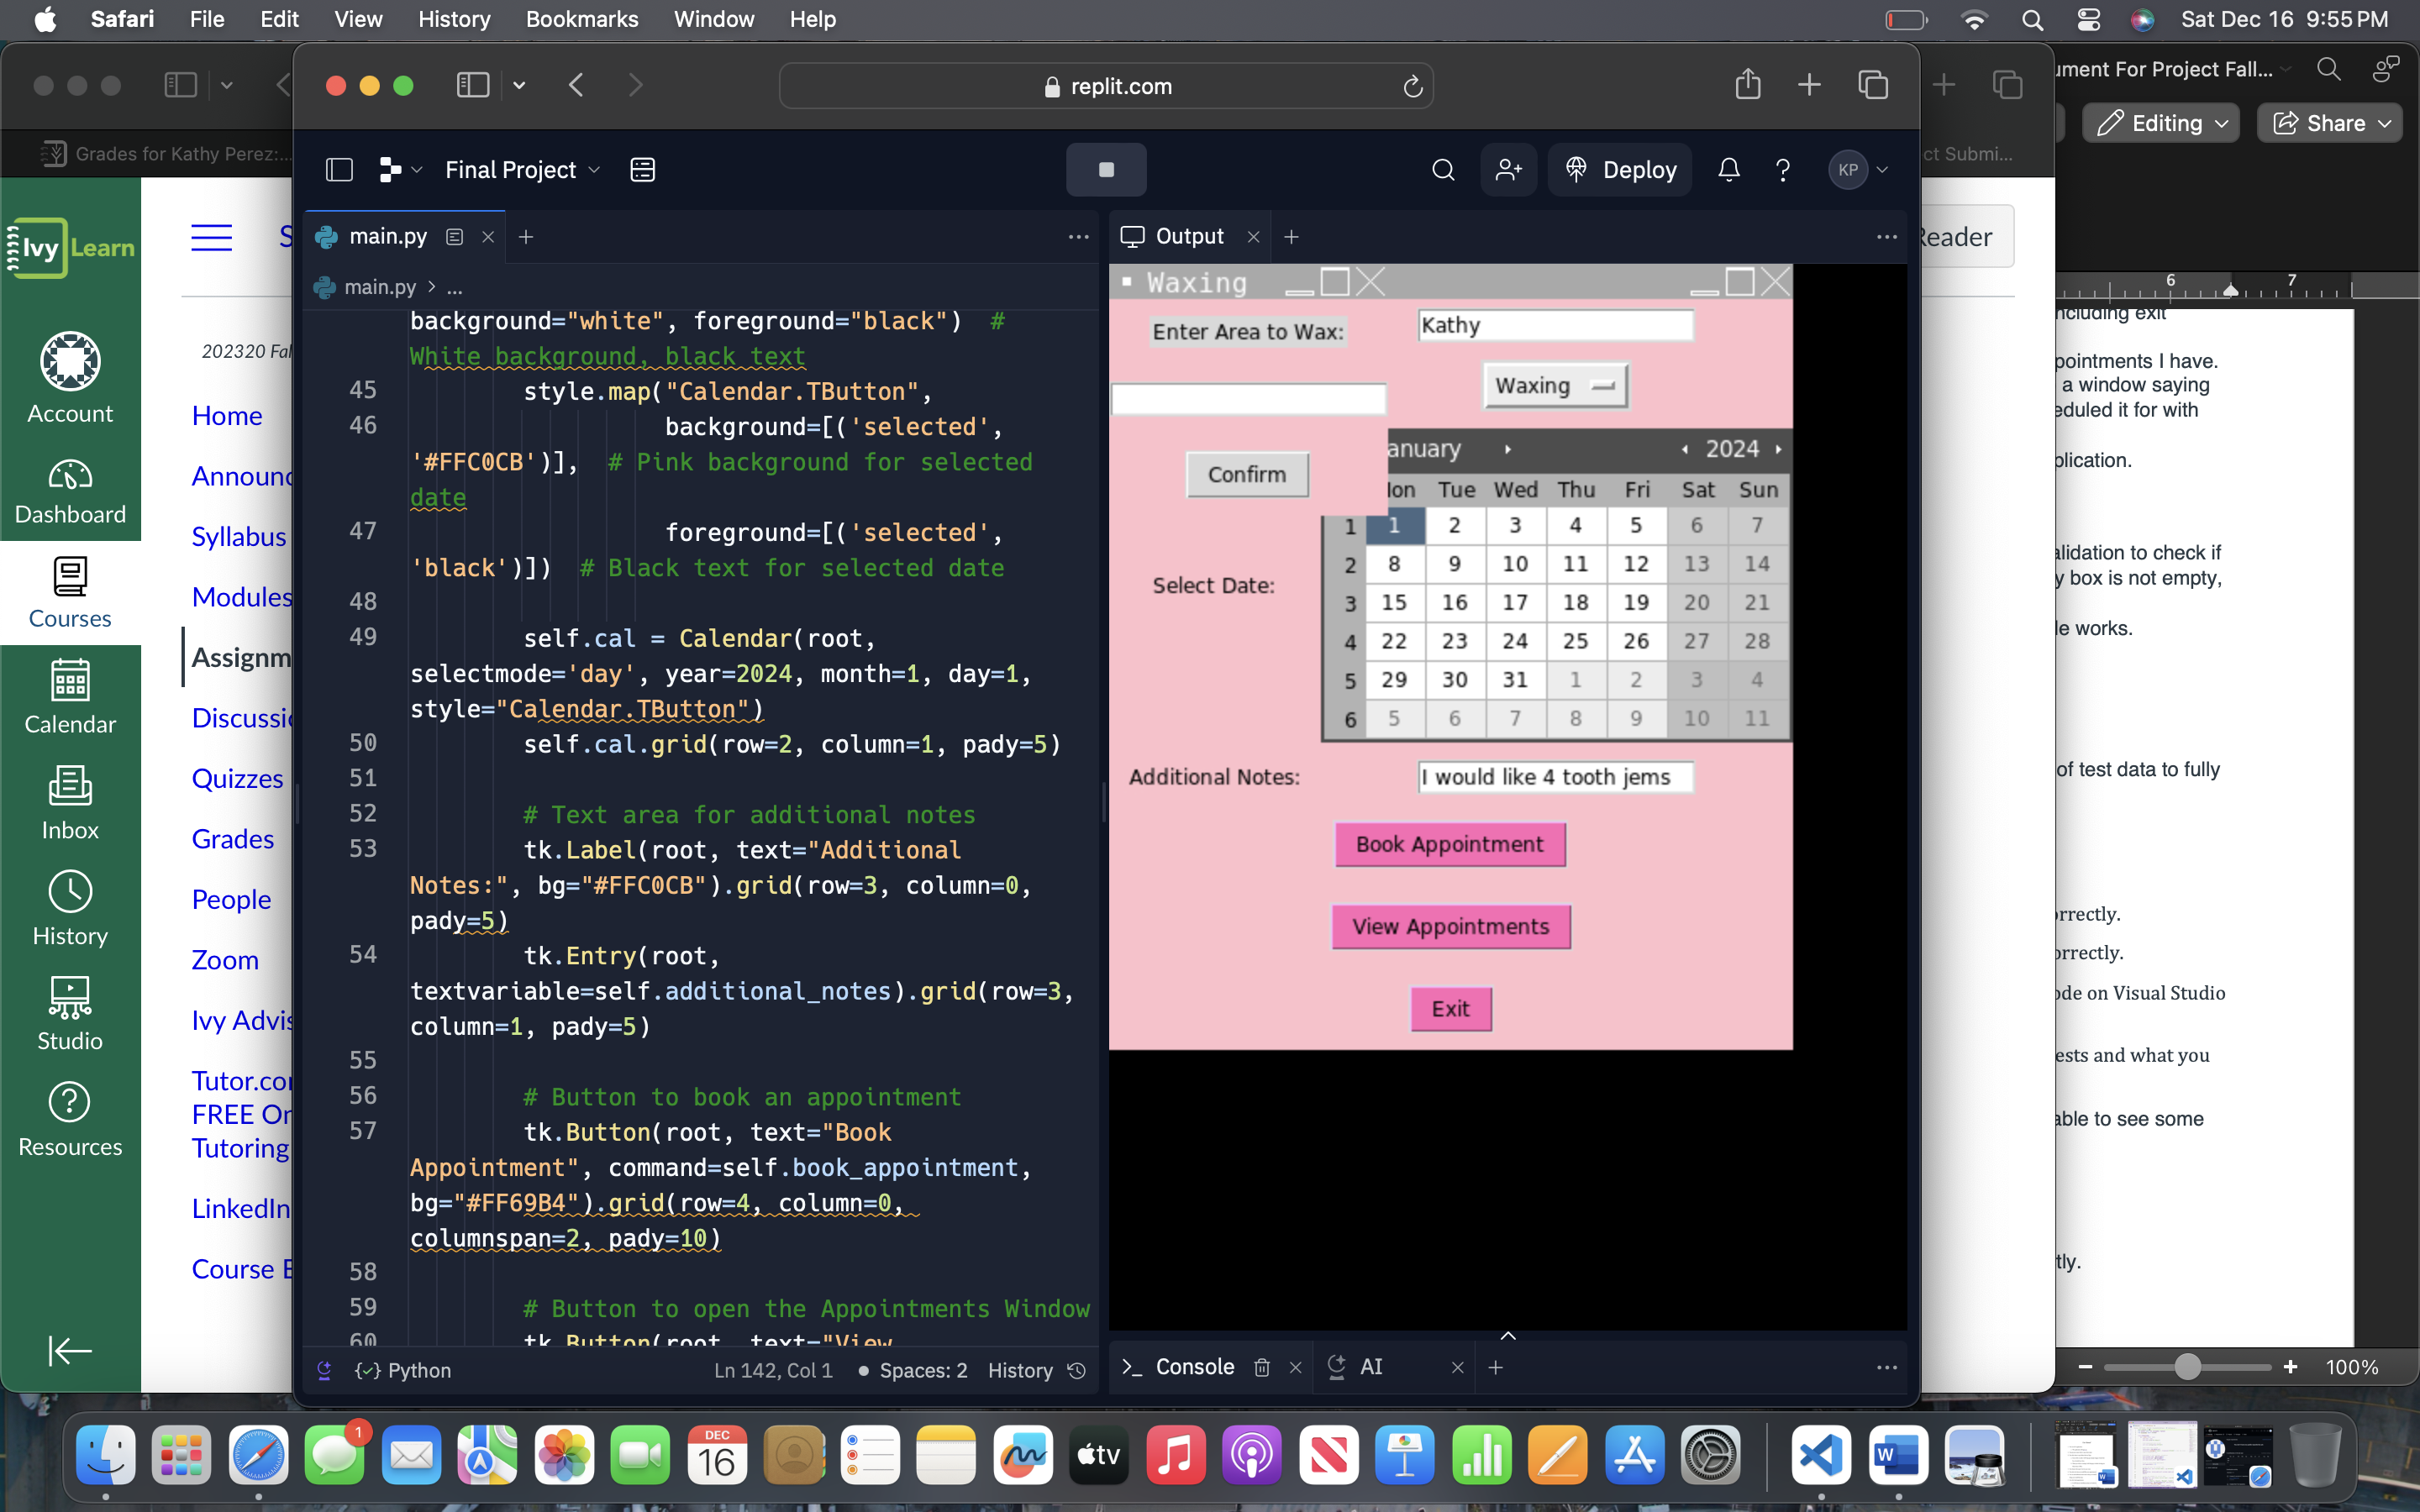 Safari File Edit View History Bookmarks Window Help Sat Dec 16 9:55 PM
replit.com
ument For Project Fall...
Editing Share
Grades for Kathy Perez:...
ct Submi...
Final Project Deploy KP
Ivy Learn
main.py
Output
Reader
main.py > ...
6 7
Account
Dashboard
Courses
Calendar
Inbox
History
Studio
Resources
202320 Fal
Home
Announc
Syllabus
Modules
Assignm
Discussio
Quizzes
Grades
People
Zoom
Ivy Advis
Tutor.co
FREE On
Tutoring
LinkedIn
Course E
background="white", foreground="black") #
White background, black text
45 style.map("Calendar.TButton",
46 background=[('selected',
'#FFC0CB')], # Pink background for selected
date
47 foreground=[('selected',
'black')]) # Black text for selected date
48
49 self.cal = Calendar(root,
selectmode='day', year=2024, month=1, day=1,
style="Calendar.TButton")
50 self.cal.grid(row=2, column=1, pady=5)
51
52 # Text area for additional notes
53 tk.Label(root, text="Additional
Notes:", bg="#FFC0CB").grid(row=3, column=0,
pady=5)
54 tk.Entry(root,
textvariable=self.additional_notes).grid(row=3,
column=1, pady=5)
55
56 # Button to book an appointment
57 tk.Button(root, text="Book
Appointment", command=self.book_appointment,
bg="#FF69B4").grid(row=4, column=0,
columnspan=2, pady=10)
58
59 # Button to open the Appointments Window
60 tk.Button(root, text="View
Python Ln 142, Col 1 Spaces: 2 History
Waxing
Enter Area to Wax: Kathy
Waxing
Confirm
anuary 2024
on Tue Wed Thu Fri Sat Sun
1 1 2 3 4 5 6 7
2 8 9 10 11 12 13 14
3 15 16 17 18 19 20 21
4 22 23 24 25 26 27 28
5 29 30 31 1 2 3 4
6 5 6 7 8 9 10 11
Select Date:
Additional Notes: I would like 4 tooth jems
Book Appointment
View Appointments
Exit
Console AI
ncluding exit
pointments I have.
a window saying
eduled it for with
plication.
alidation to check if
y box is not empty,
le works.
of test data to fully
orrectly.
orrectly.
ode on Visual Studio
ests and what you
able to see some
tly.
100%
1
DEC
16
tv
W